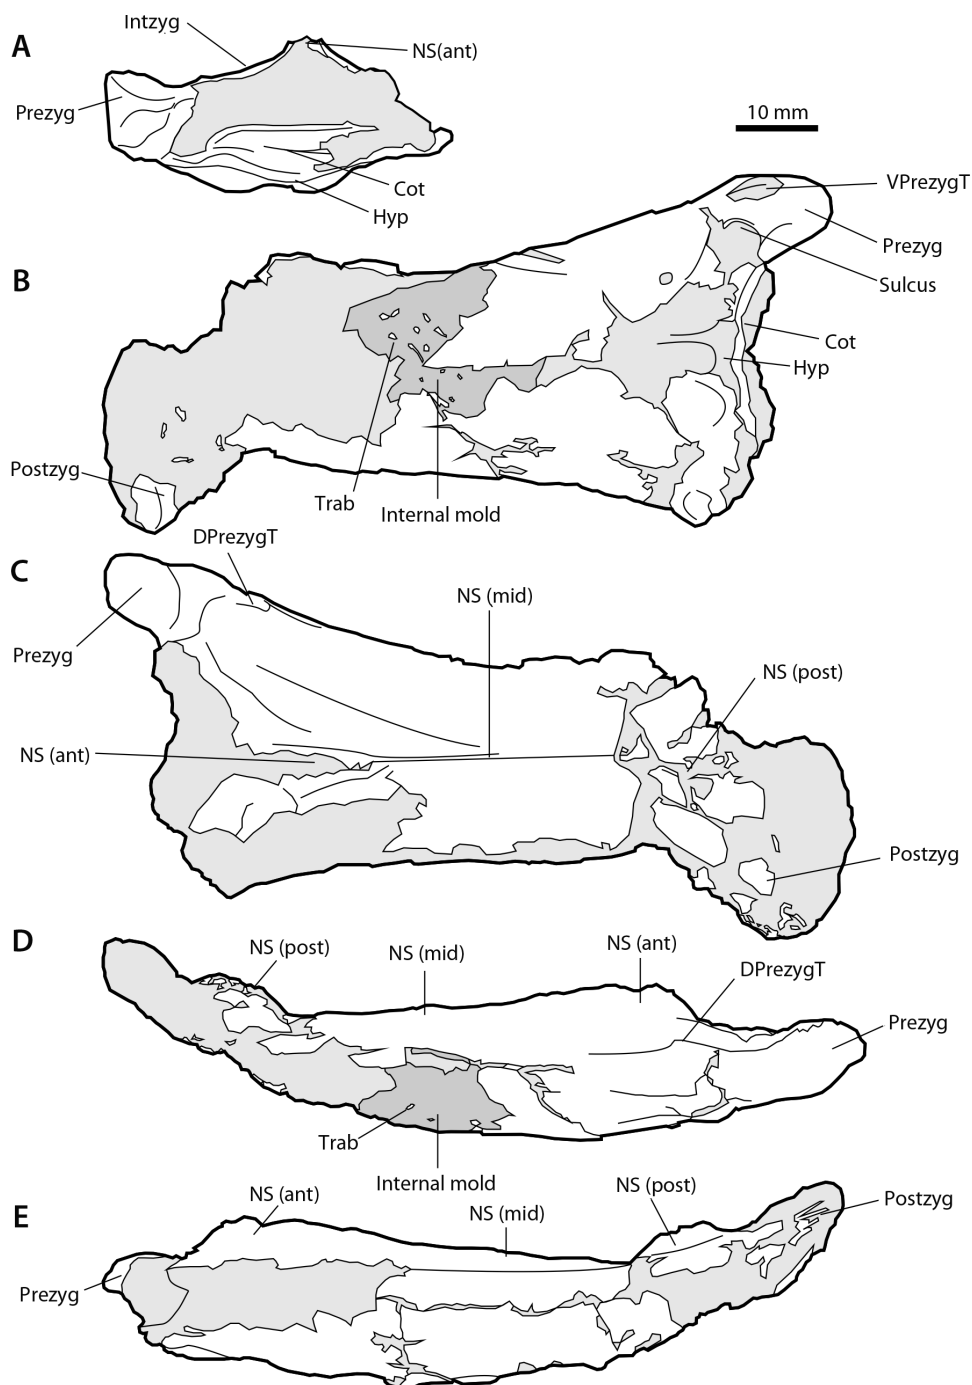 A
Intzyg
NS(ant)
Prezyg
10 mm
Cot
Hyp
VPrezygT
Prezyg
Sulcus
B
Cot
Hyp
Postzyg
Trab
Internal mold
DPrezygT
C
NS (mid)
Prezyg
NS (post)
NS (ant)
Postzyg
D
NS (post)
NS (mid)
NS (ant)
DPrezygT
Prezyg
Trab
Internal mold
NS (ant)
NS (post)
Postzyg
E
NS (mid)
Prezyg